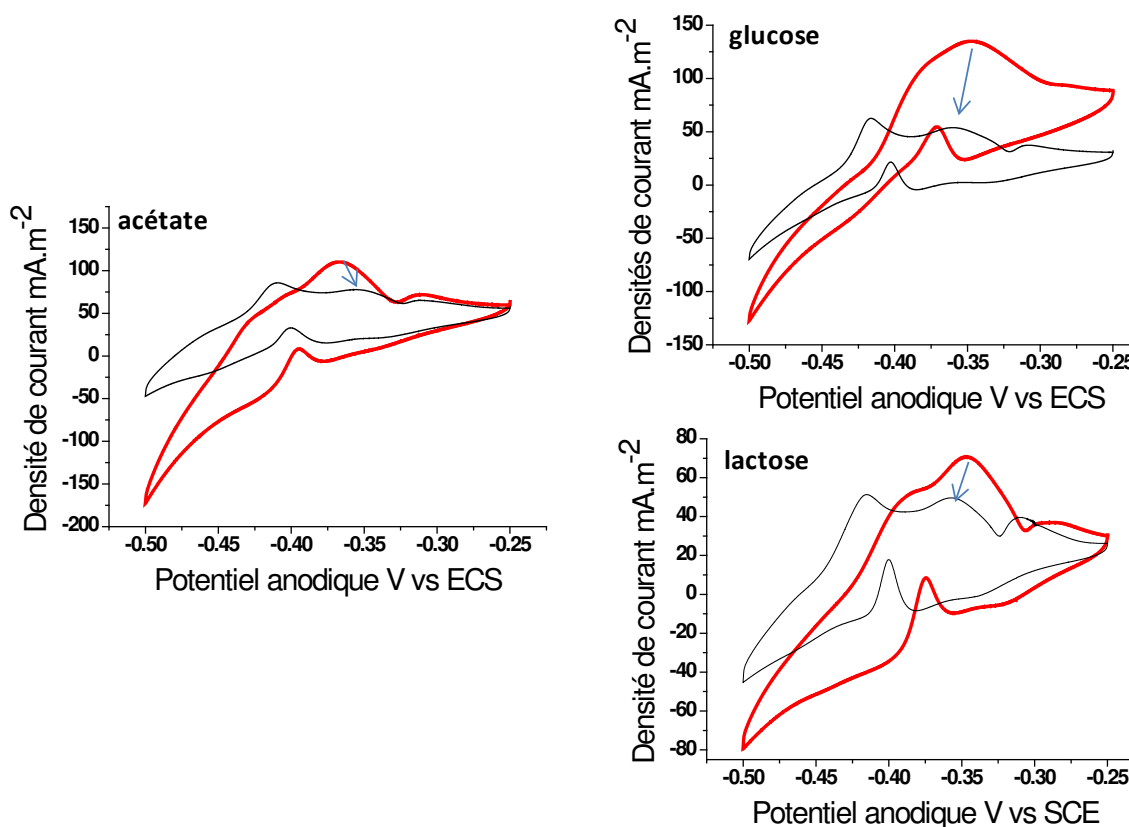 acétate
Densité de courant mA.m-2
150
100
50
0
-50
-100
-150
-200
-0.50 -0.45 -0.40 -0.35 -0.30 -0.25
Potentiel anodique V vs ECS
glucose
Densités de courant mA.m-2
150
100
50
0
-50
-100
-150
-0.50 -0.45 -0.40 -0.35 -0.30 -0.25
Potentiel anodique V vs ECS
lactose
Densité de courant mA.m-2
80
60
40
20
0
-20
-40
-60
-80
-0.50 -0.45 -0.40 -0.35 -0.30 -0.25
Potentiel anodique V vs SCE